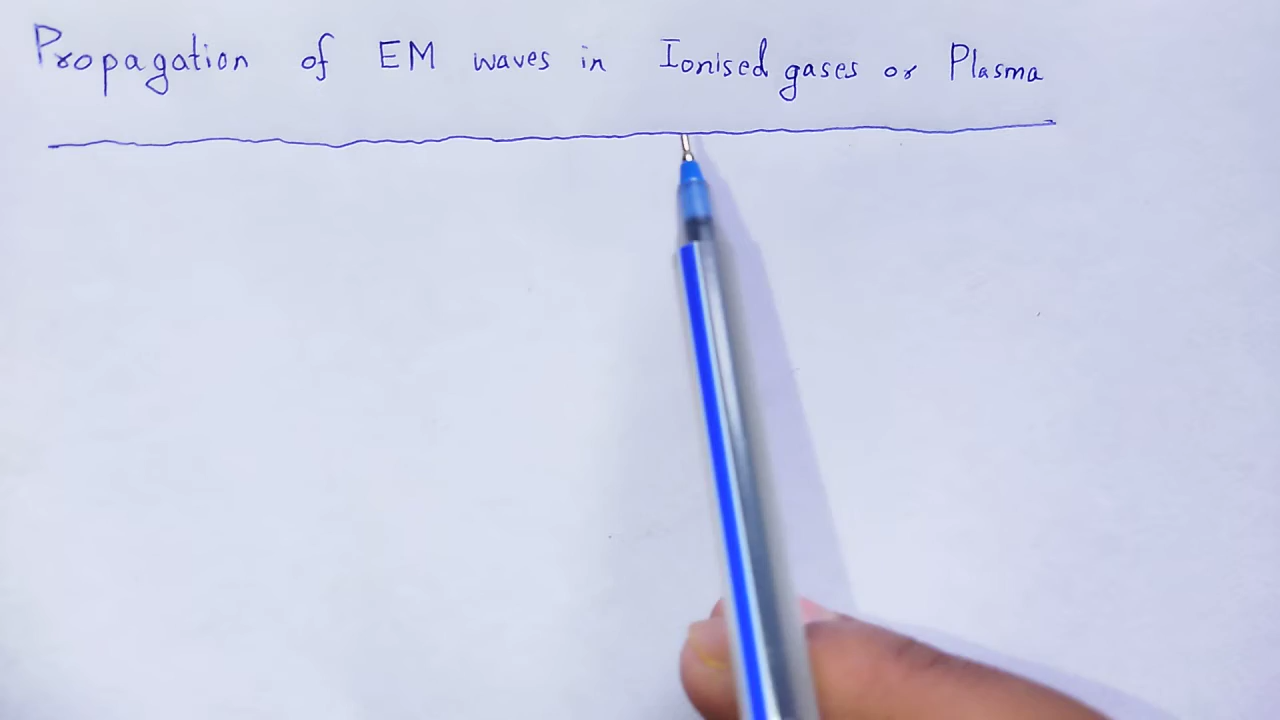 Propagation of EM waves in Ionised gases or Plasma